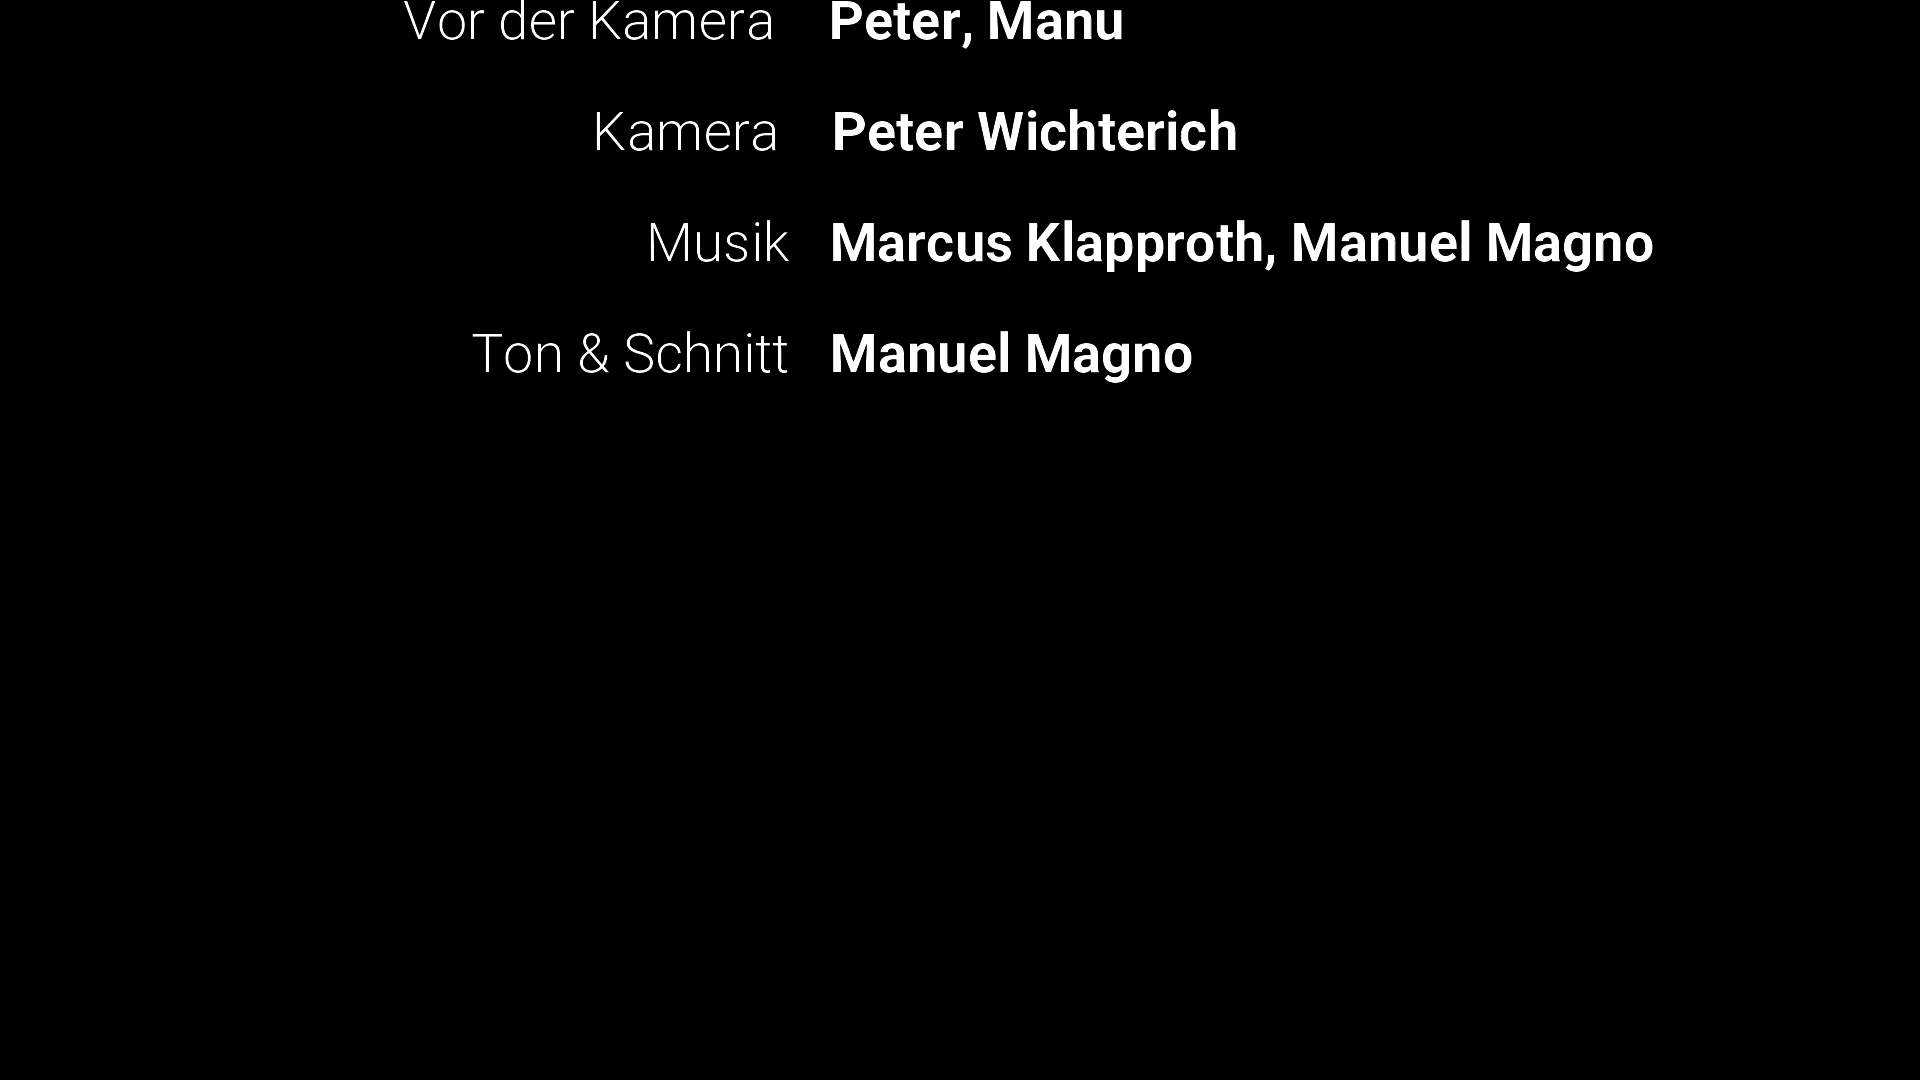 Vor der Kamera Peter, Manu
Kamera Peter Wichterich
Musik Marcus Klapproth, Manuel Magno
Ton & Schnitt Manuel Magno